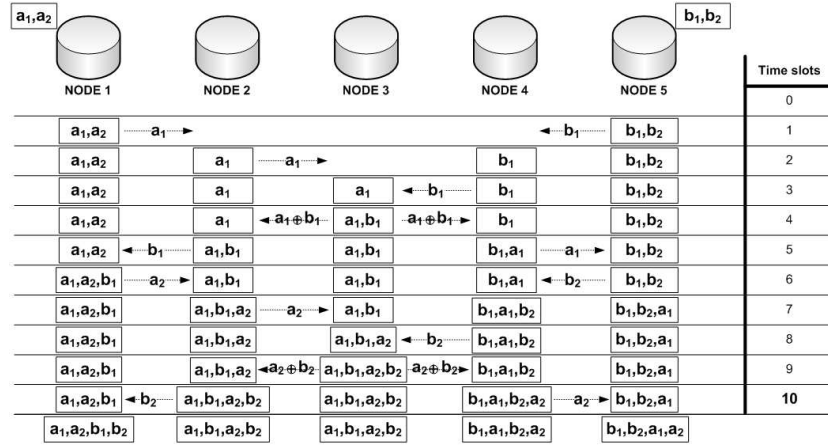 a₁,a₂ b₁,b₂
NODE 1 NODE 2 NODE 3 NODE 4 NODE 5 Time slots
0
a₁,a₂ a₁ b₁ b₁,b₂ 1
a₁,a₂ a₁ a₁ b₁ b₁,b₂ 2
a₁,a₂ a₁ a₁ b₁ b₁ b₁,b₂ 3
a₁,a₂ a₁ a₁⊕b₁ a₁,b₁ a₁⊕b₁ b₁ b₁,b₂ 4
a₁,a₂ b₁ a₁,b₁ a₁,b₁ b₁,a₁ a₁ b₁,b₂ 5
a₁,a₂,b₁ a₂ a₁,b₁ a₁,b₁ b₁,a₁ b₂ b₁,b₂ 6
a₁,a₂,b₁ a₁,b₁,a₂ a₂ a₁,b₁ b₁,a₁,b₂ b₁,b₂,a₁ 7
a₁,a₂,b₁ a₁,b₁,a₂ a₁,b₁,a₂ b₂ b₁,a₁,b₂ b₁,b₂,a₁ 8
a₁,a₂,b₁ a₁,b₁,a₂ a₂⊕b₂ a₁,b₁,a₂,b₂ a₂⊕b₂ b₁,a₁,b₂ b₁,b₂,a₁ 9
a₁,a₂,b₁ b₂ a₁,b₁,a₂,b₂ a₁,b₁,a₂,b₂ b₁,a₁,b₂,a₂ a₂ b₁,b₂,a₁ 10
a₁,a₂,b₁,b₂ a₁,b₁,a₂,b₂ a₁,b₁,a₂,b₂ b₁,a₁,b₂,a₂ b₁,b₂,a₁,a₂